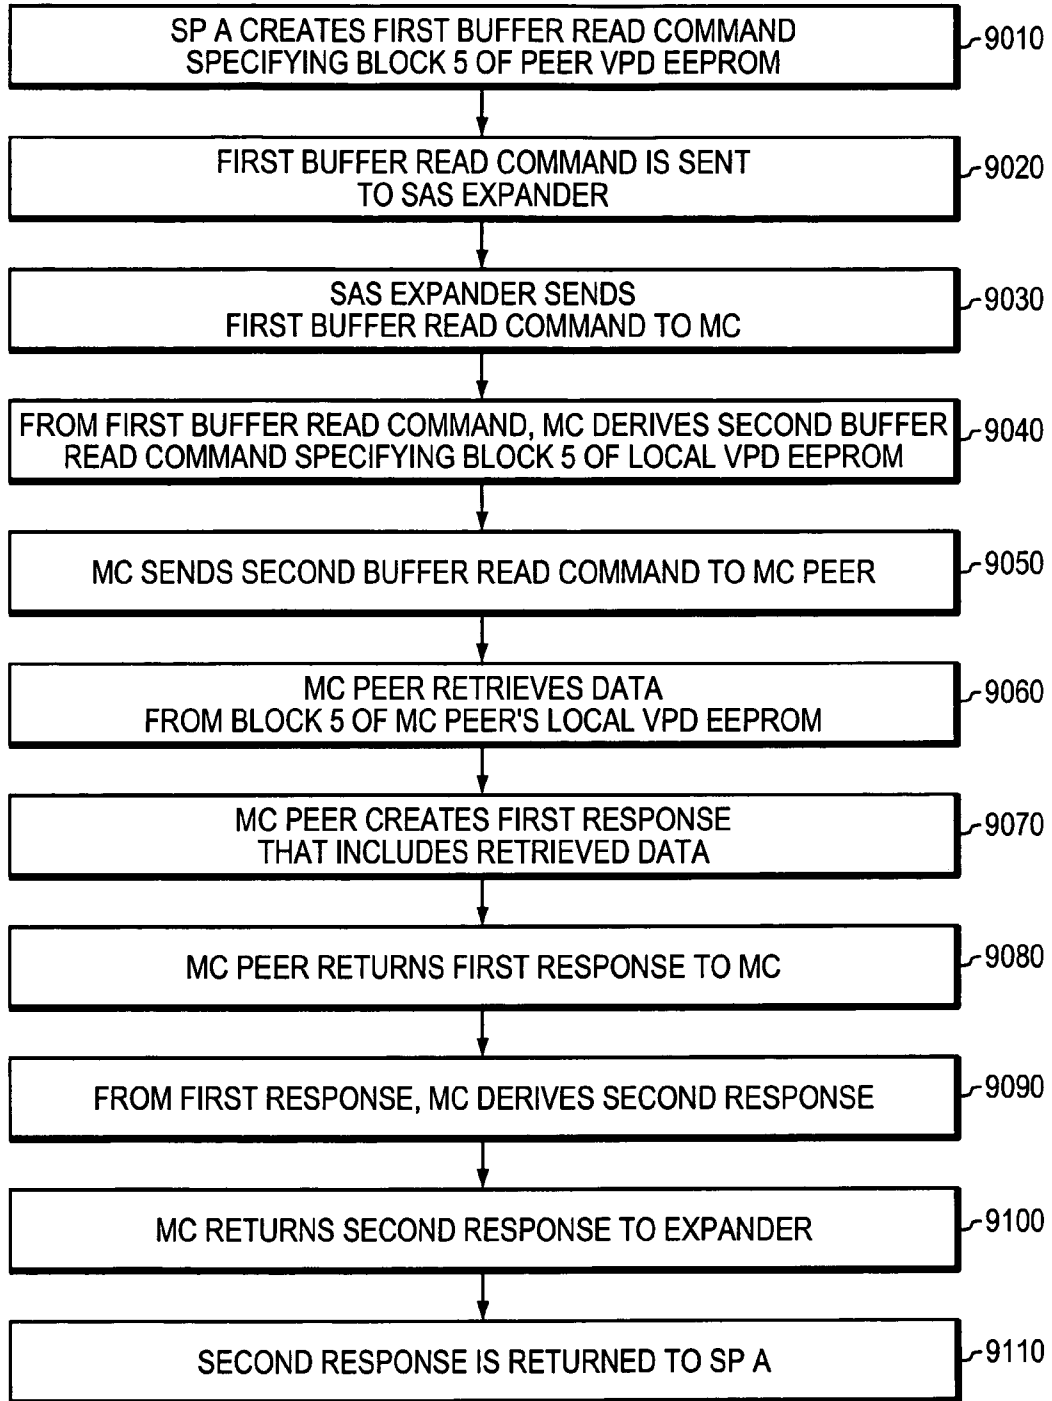 SP A CREATES FIRST BUFFER READ COMMAND
SPECIFYING BLOCK 5 OF PEER VPD EEPROM
9010
FIRST BUFFER READ COMMAND IS SENT
TO SAS EXPANDER
9020
SAS EXPANDER SENDS
FIRST BUFFER READ COMMAND TO MC
9030
FROM FIRST BUFFER READ COMMAND, MC DERIVES SECOND BUFFER
READ COMMAND SPECIFYING BLOCK 5 OF LOCAL VPD EEPROM
9040
MC SENDS SECOND BUFFER READ COMMAND TO MC PEER
9050
MC PEER RETRIEVES DATA
FROM BLOCK 5 OF MC PEER'S LOCAL VPD EEPROM
9060
MC PEER CREATES FIRST RESPONSE
THAT INCLUDES RETRIEVED DATA
9070
MC PEER RETURNS FIRST RESPONSE TO MC
9080
FROM FIRST RESPONSE, MC DERIVES SECOND RESPONSE
9090
MC RETURNS SECOND RESPONSE TO EXPANDER
9100
SECOND RESPONSE IS RETURNED TO SP A
9110